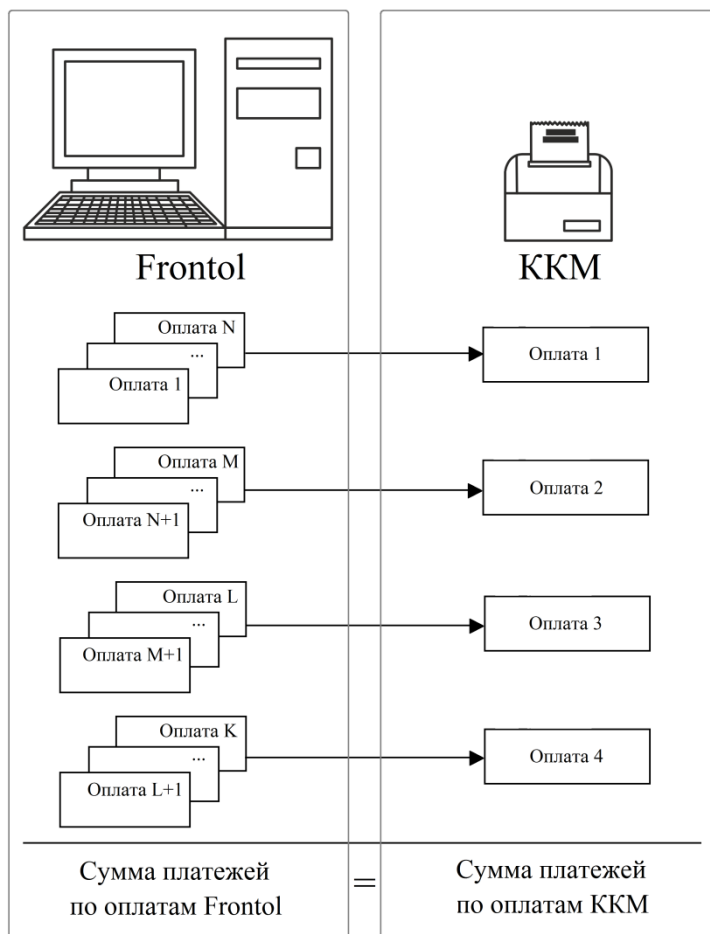 Frontol
ККМ
Оплата N
...
Оплата 1
Оплата 1
Оплата M
...
Оплата N+1
Оплата 2
Оплата L
...
Оплата M+1
Оплата 3
Оплата K
...
Оплата L+1
Оплата 4
Сумма платежей
по оплатам Frontol
=
Сумма платежей
по оплатам ККМ